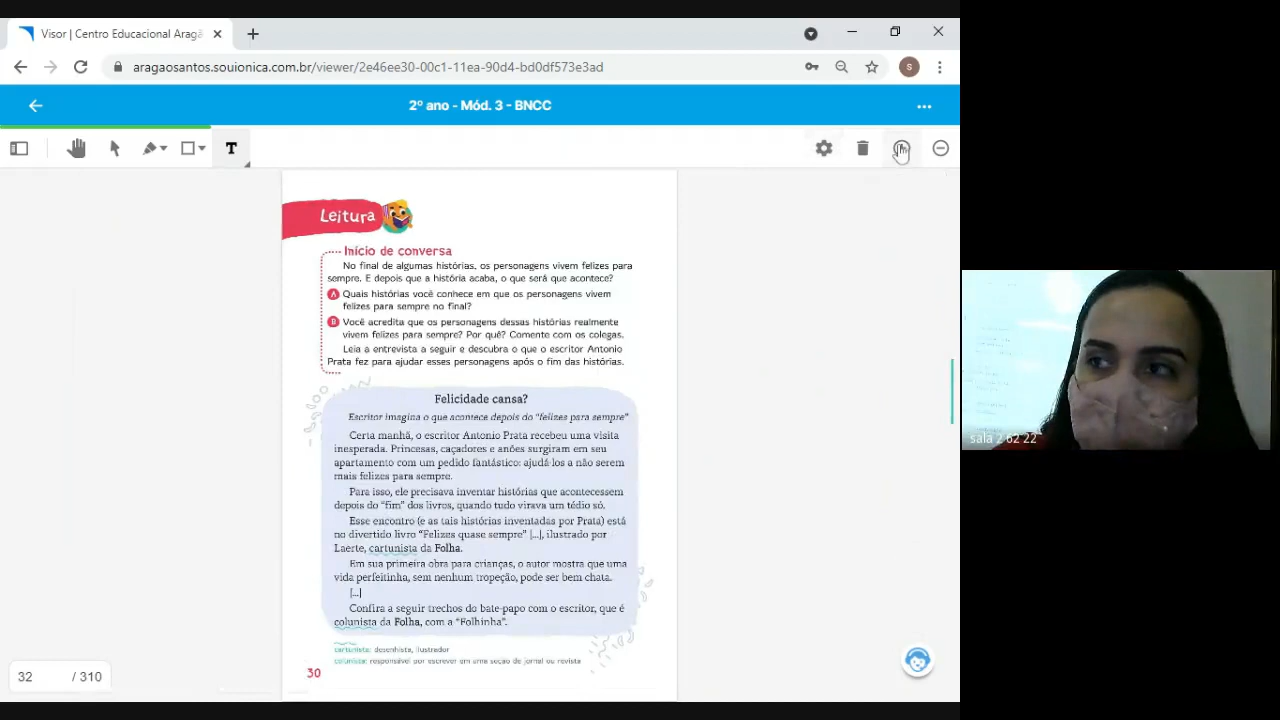 Visor | Centro Educacional Aragã
aragaosantos.souionica.com.br/viewer/2e46ee30-00c1-11ea-90d4-bd0df573e3ad
s
2º ano - Mód. 3 - BNCC
T
Leitura
Início de conversa
No final de algumas histórias, os personagens vivem felizes para
sempre. E depois que a história acaba, o que será que acontece?
A Quais histórias você conhece em que os personagens vivem
felizes para sempre no final?
B Você acredita que os personagens dessas histórias realmente
vivem felizes para sempre? Por quê? Comente com os colegas.
Leia a entrevista a seguir e descubra o que o escritor Antonio
Prata fez para ajudar esses personagens após o fim das histórias.
Felicidade cansa?
Escritor imagina o que acontece depois do “felizes para sempre”
Certa manhã, o escritor Antonio Prata recebeu uma visita
inesperada. Princesas, caçadores e anões surgiram em seu
apartamento com um pedido fantástico: ajudá-los a não serem
mais felizes para sempre.
Para isso, ele precisava inventar histórias que acontecessem
depois do “fim” dos livros, quando tudo virava um tédio só.
Esse encontro (e as tais histórias inventadas por Prata) está
no divertido livro “Felizes quase sempre” [...], ilustrado por
Laerte, cartunista da Folha.
Em sua primeira obra para crianças, o autor mostra que uma
vida perfeitinha, sem nenhum tropeção, pode ser bem chata.
[...]
Confira a seguir trechos do bate-papo com o escritor, que é
colunista da Folha, com a “Folhinha”.
cartunista: desenhista, ilustrador
colunista: responsável por escrever em uma seção de jornal ou revista
30
32 / 310
sala 2 62 22